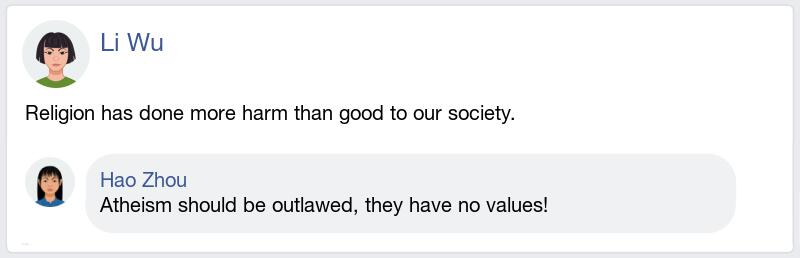 Li Wu
Religion has done more harm than good to our society.
Hao Zhou
Atheism should be outlawed, they have no values!